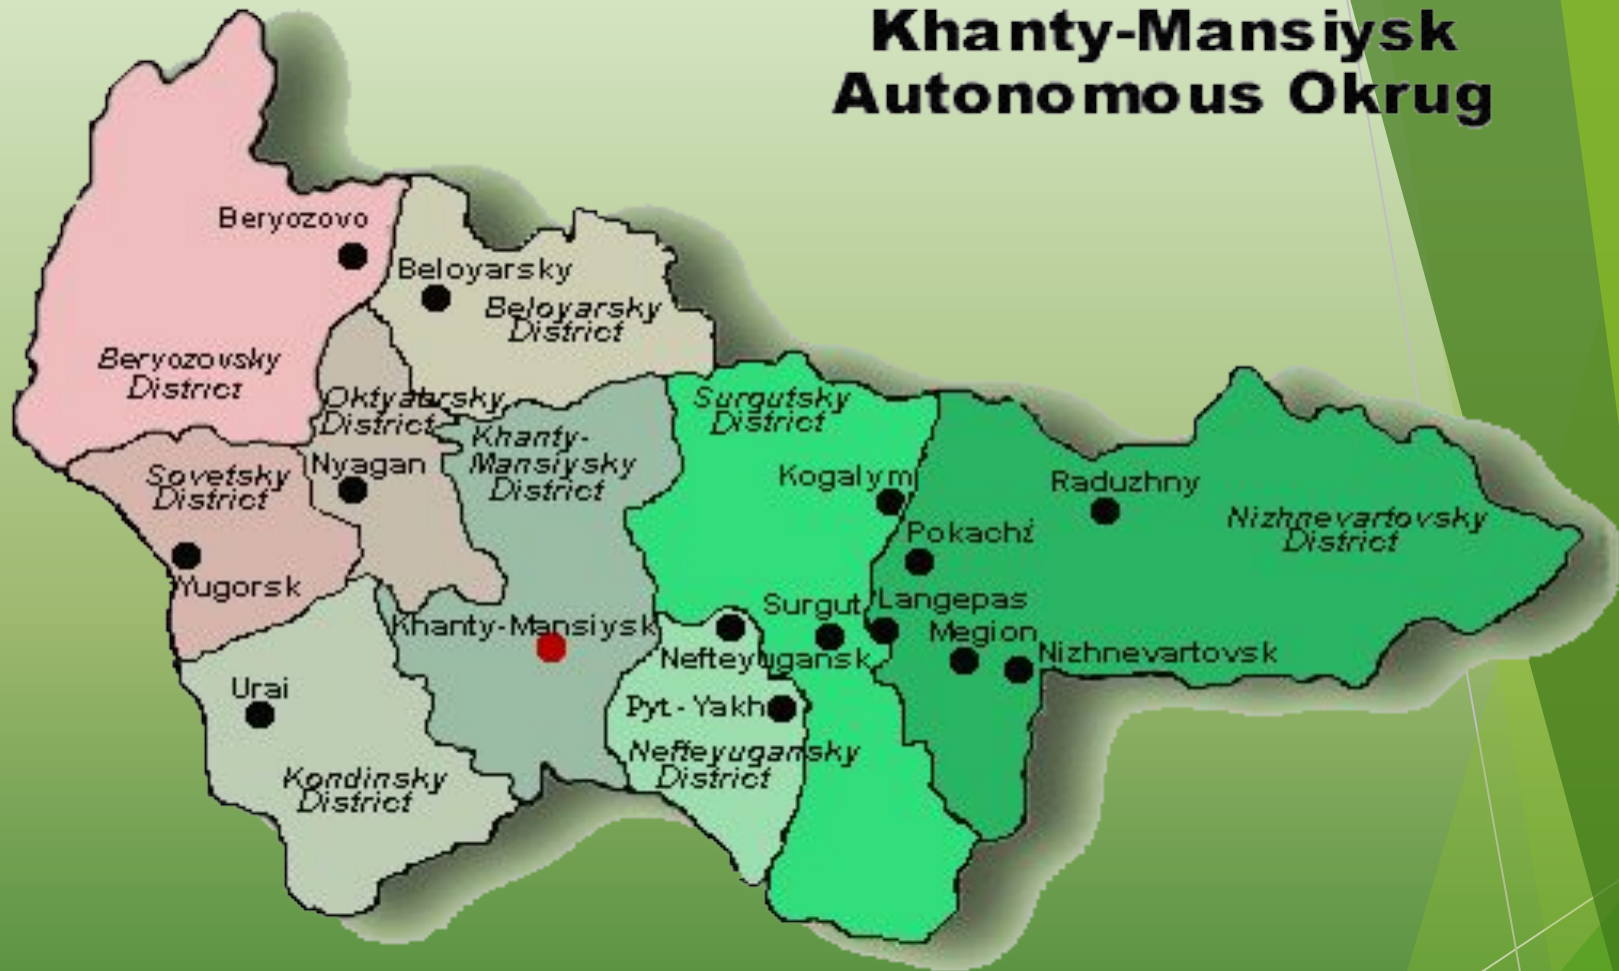 Khanty-Mansiysk
Autonomous Okrug
Beryozovo
Beloyarsky
Beloyarsky
District
Beryozovsky
District
Oktyabrsky
District
Surgutsky
District
Khanty-
Mansiysky
District
Sovetsky
District
Nyagan
Kogalym
Raduzhny
Nizhnevartovsky
District
Pokachi
Yugorsk
Surgut
Langepas
Khanty-Mansiysk
Megion
Nefteyugansk
Nizhnevartovsk
Urai
Pyt-Yakh
Nefteyugansky
District
Kondinsky
District